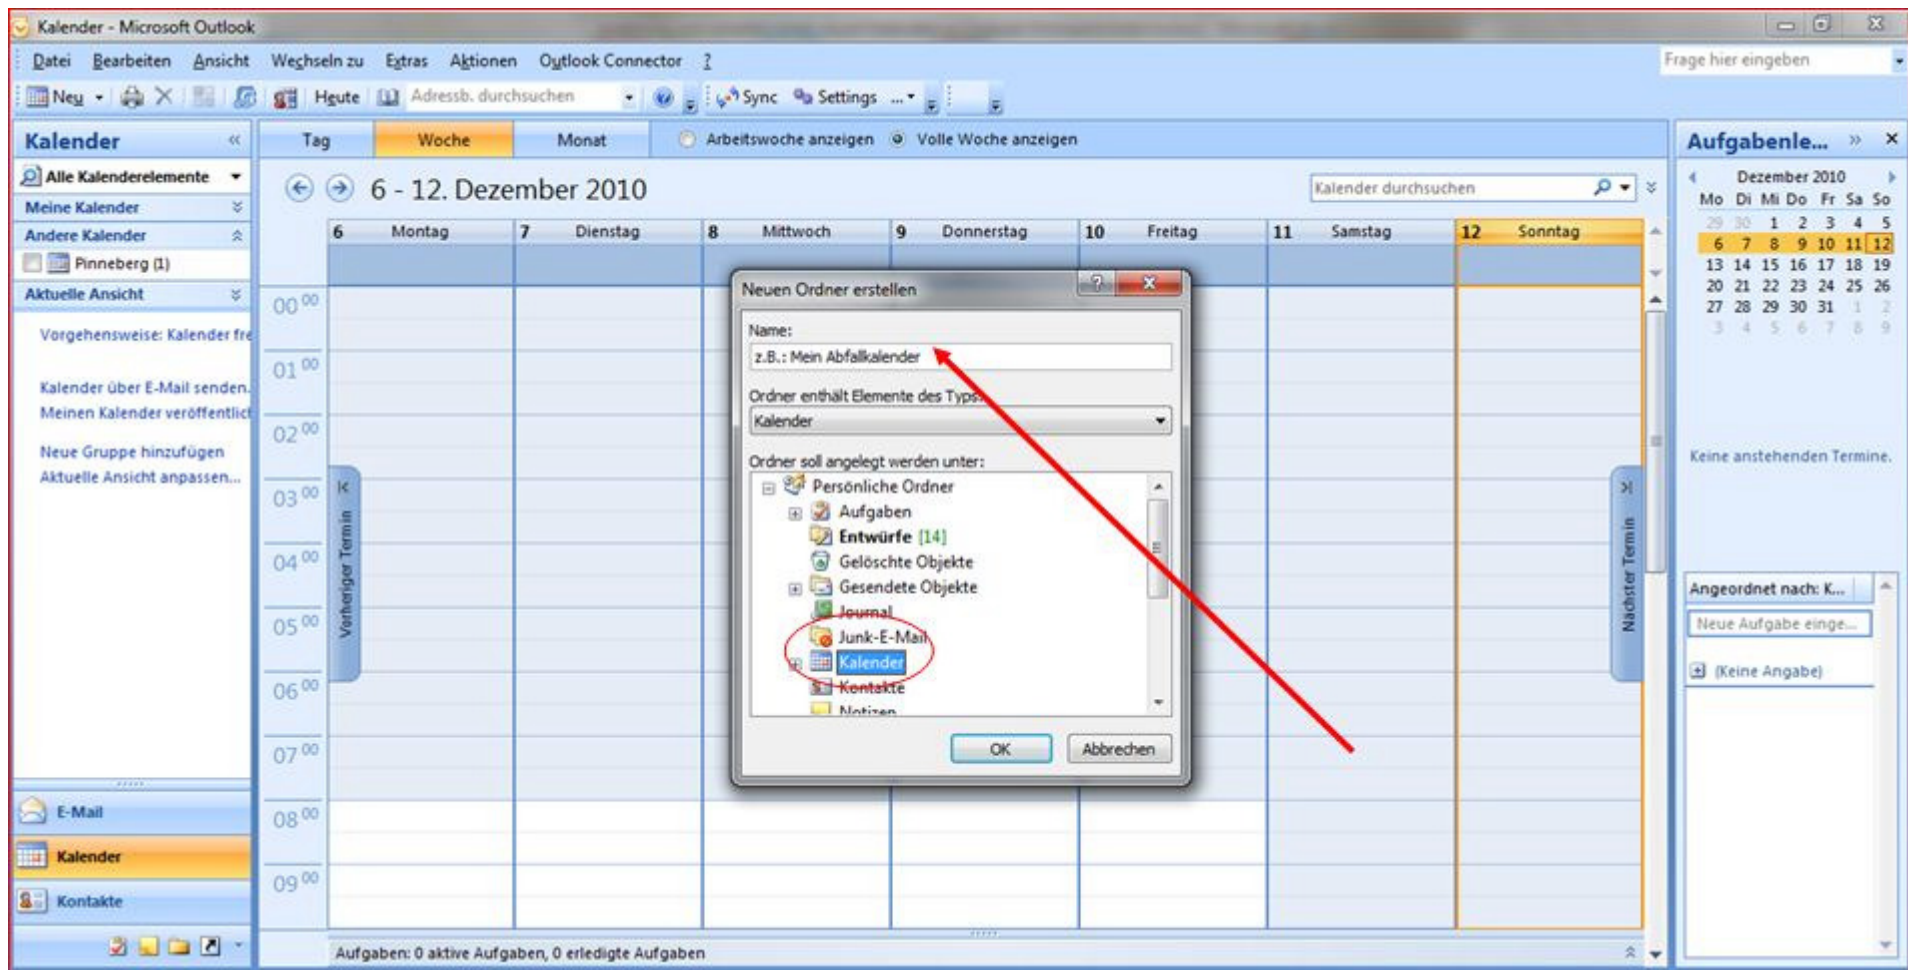 Kalender - Microsoft Outlook
Datei Bearbeiten Ansicht Wechseln zu Extras Aktionen Outlook Connector ?
Frage hier eingeben
Neu Heute Adressb. durchsuchen Sync Settings ...
Kalender «
Alle Kalenderelemente
Meine Kalender
Andere Kalender
Pinneberg (1)
Aktuelle Ansicht
Vorgehensweise: Kalender fre
Kalender über E-Mail senden.
Meinen Kalender veröffentlich
Neue Gruppe hinzufügen
Aktuelle Ansicht anpassen...
E-Mail
Kalender
Kontakte
Tag Woche Monat Arbeitswoche anzeigen Volle Woche anzeigen
6 - 12. Dezember 2010
Kalender durchsuchen
6 Montag 7 Dienstag 8 Mittwoch 9 Donnerstag 10 Freitag 11 Samstag 12 Sonntag
00 00
01 00
02 00
03 00
04 00
05 00
06 00
07 00
08 00
09 00
Vorheriger Termin
Nächster Termin
Neuen Ordner erstellen
Name:
z.B.: Mein Abfallkalender
Ordner enthält Elemente des Typs:
Kalender
Ordner soll angelegt werden unter:
Persönliche Ordner
Aufgaben
Entwürfe [14]
Gelöschte Objekte
Gesendete Objekte
Journal
Junk-E-Mail
Kalender
Kontakte
Notizen
OK Abbrechen
Aufgaben: 0 aktive Aufgaben, 0 erledigte Aufgaben
Aufgabenle... »
Dezember 2010
Mo Di Mi Do Fr Sa So
29 30 1 2 3 4 5
6 7 8 9 10 11 12
13 14 15 16 17 18 19
20 21 22 23 24 25 26
27 28 29 30 31 1 2
3 4 5 6 7 8 9
Keine anstehenden Termine.
Angeordnet nach: K...
Neue Aufgabe einge...
(Keine Angabe)